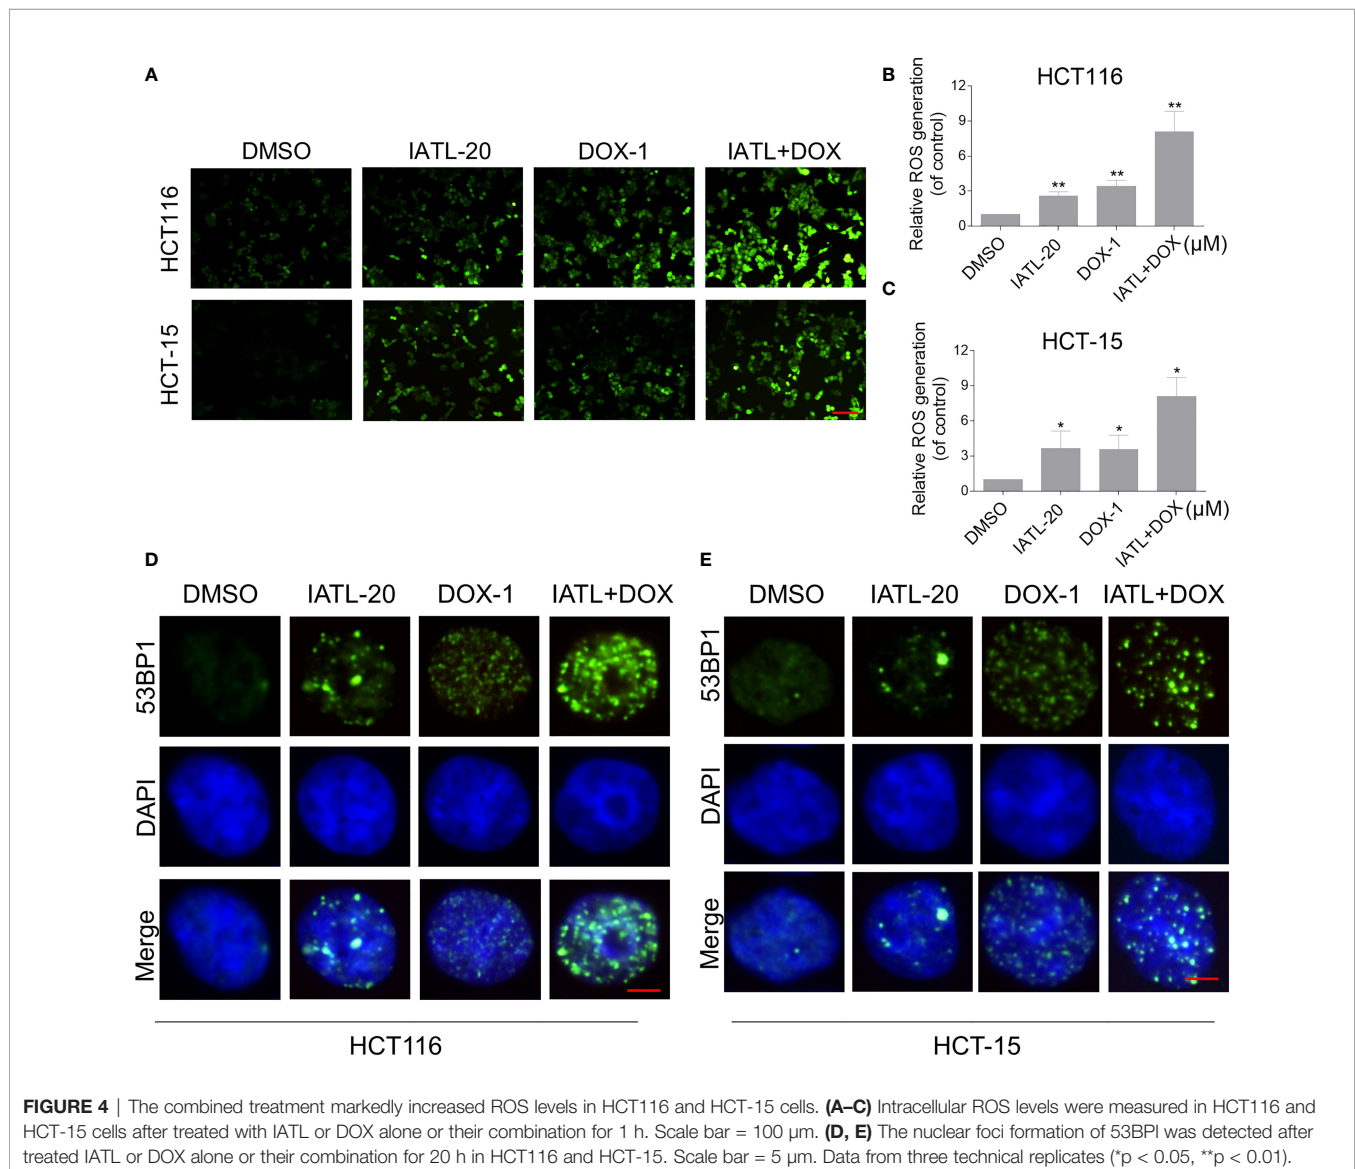 A
DMSO IATL-20 DOX-1 IATL+DOX
HCT116
HCT-15
B
HCT116
Relative ROS generation
(of control)
12
9
6
3
0
**
**
**
DMSO
IATL-20
DOX-1
IATL+DOX
(µM)
C
HCT-15
Relative ROS generation
(of control)
12
9
6
3
0
*
*
*
DMSO
IATL-20
DOX-1
IATL+DOX
(µM)
D
DMSO IATL-20 DOX-1 IATL+DOX
53BP1
DAPI
Merge
HCT116
E
DMSO IATL-20 DOX-1 IATL+DOX
53BP1
DAPI
Merge
HCT-15
FIGURE 4 | The combined treatment markedly increased ROS levels in HCT116 and HCT-15 cells. (A–C) Intracellular ROS levels were measured in HCT116 and
HCT-15 cells after treated with IATL or DOX alone or their combination for 1 h. Scale bar = 100 µm. (D, E) The nuclear foci formation of 53BPI was detected after
treated IATL or DOX alone or their combination for 20 h in HCT116 and HCT-15. Scale bar = 5 µm. Data from three technical replicates (*p < 0.05, **p < 0.01).